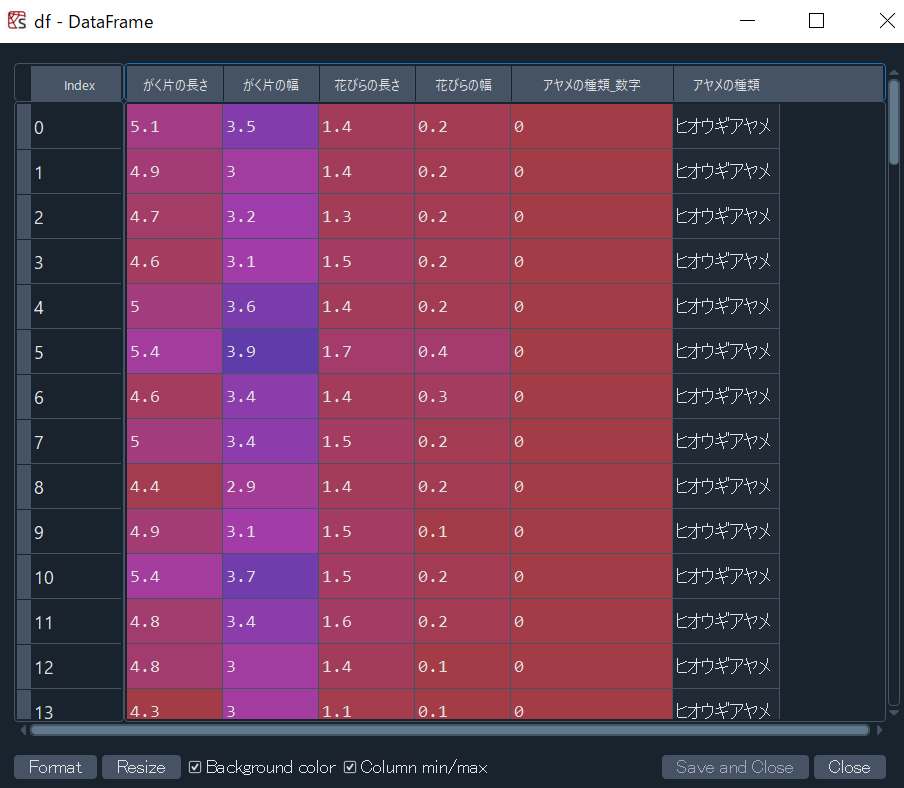 df - DataFrame
Index がく片の長さ がく片の幅 花びらの長さ 花びらの幅 アヤメの種類_数字 アヤメの種類
0 5.1 3.5 1.4 0.2 0 ヒオウギアヤメ
1 4.9 3 1.4 0.2 0 ヒオウギアヤメ
2 4.7 3.2 1.3 0.2 0 ヒオウギアヤメ
3 4.6 3.1 1.5 0.2 0 ヒオウギアヤメ
4 5 3.6 1.4 0.2 0 ヒオウギアヤメ
5 5.4 3.9 1.7 0.4 0 ヒオウギアヤメ
6 4.6 3.4 1.4 0.3 0 ヒオウギアヤメ
7 5 3.4 1.5 0.2 0 ヒオウギアヤメ
8 4.4 2.9 1.4 0.2 0 ヒオウギアヤメ
9 4.9 3.1 1.5 0.1 0 ヒオウギアヤメ
10 5.4 3.7 1.5 0.2 0 ヒオウギアヤメ
11 4.8 3.4 1.6 0.2 0 ヒオウギアヤメ
12 4.8 3 1.4 0.1 0 ヒオウギアヤメ
13 4.3 3 1.1 0.1 0 ヒオウギアヤメ
Format Resize Background color Column min/max Save and Close Close